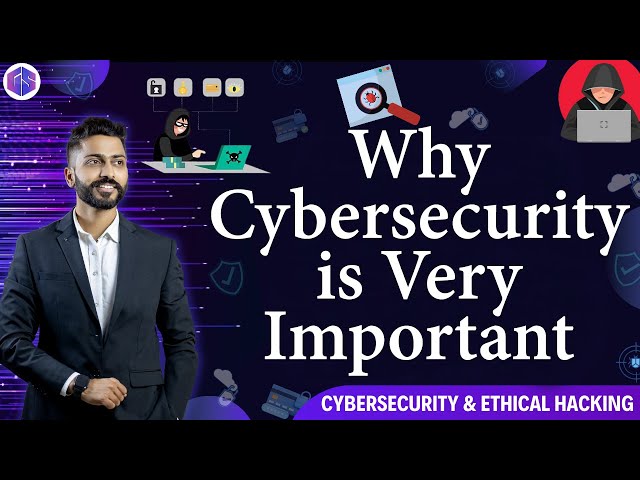 Why
Cybersecurity
is Very
Important
CYBERSECURITY & ETHICAL HACKING